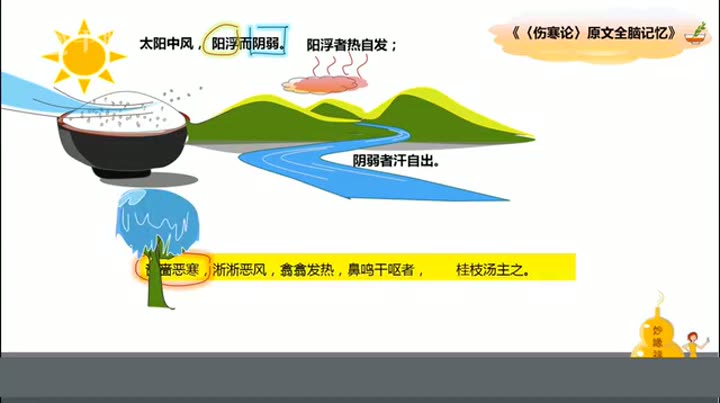 《〈伤寒论〉原文全脑记忆》
太阳中风，阳浮而阴弱。 阳浮者热自发；
阴弱者汗自出。
啬啬恶寒，淅淅恶风，翕翕发热，鼻鸣干呕者， 桂枝汤主之。
妙
缘